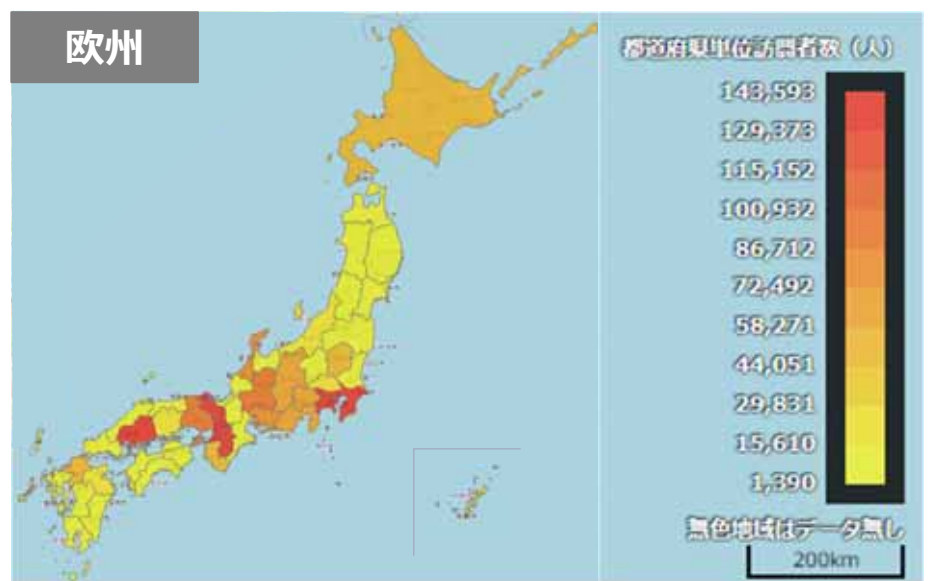 欧州
都道府県単位訪問者数（人）
143,593
129,373
115,152
100,932
86,712
72,492
58,271
44,051
29,831
15,610
1,390
無色地域はデータ無し
200km